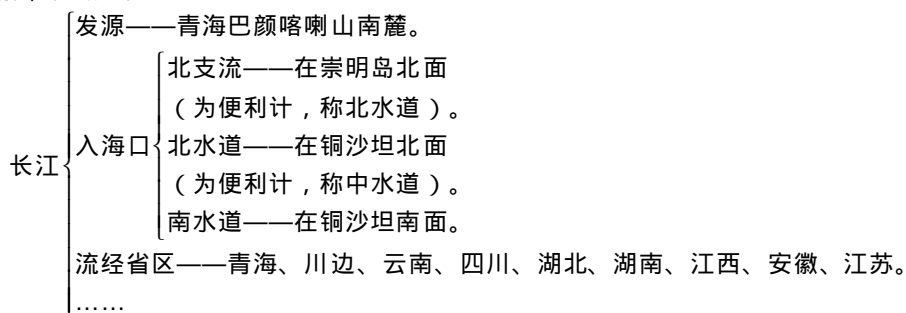 发源——青海巴颜喀喇山南麓。
北支流——在崇明岛北面
（为便利计，称北水道）。
入海口
北水道——在铜沙坦北面
长江
（为便利计，称中水道）。
南水道——在铜沙坦南面。
流经省区——青海、川边、云南、四川、湖北、湖南、江西、安徽、江苏。
……